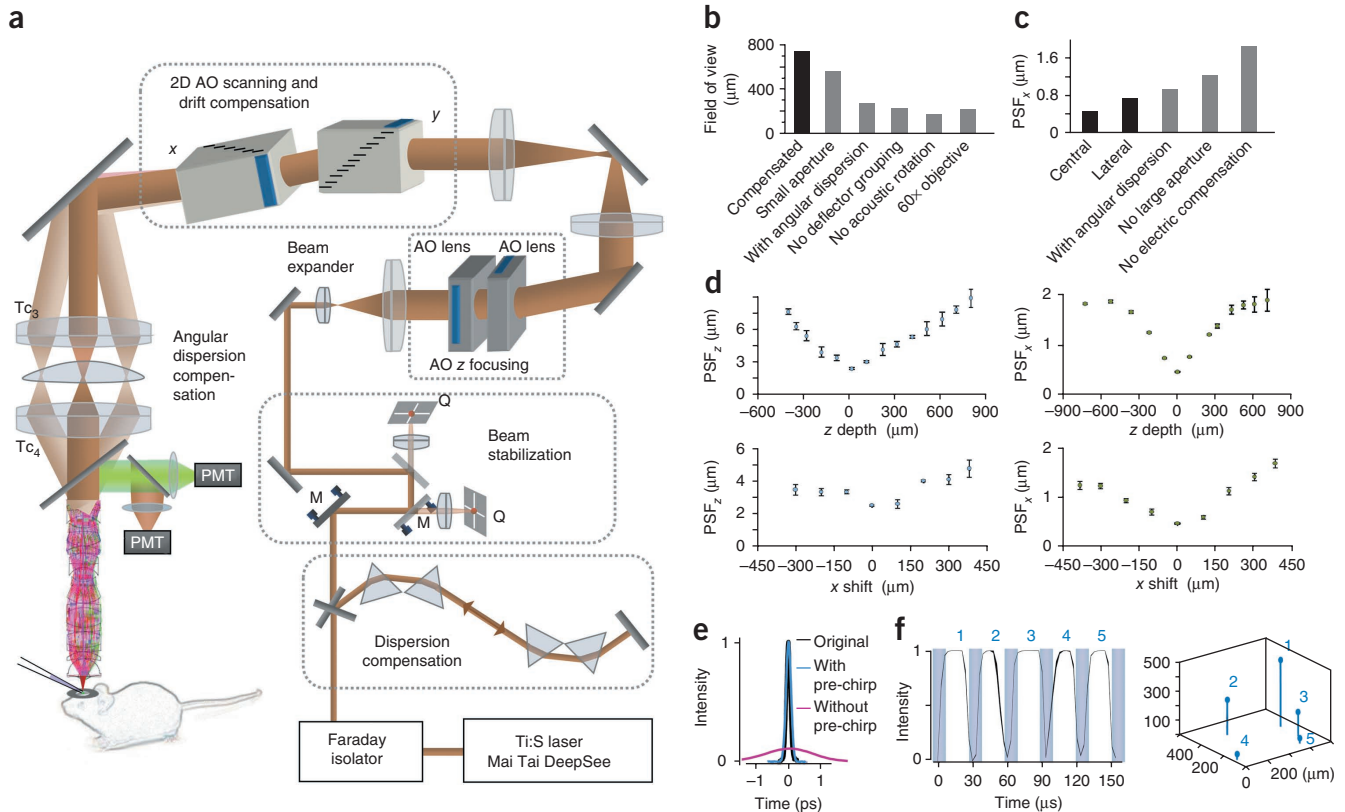 a
2D AO scanning and
drift compensation
x
y
AO lens
AO lens
Beam
expander
AO z focusing
Tc3
Angular
dispersion
compen-
sation
Tc4
PMT
PMT
Q
Beam
stabilization
M
M
Q
Dispersion
compensation
Faraday
isolator
Ti:S laser
Mai Tai DeepSee
b
Field of view
(μm)
800
400
0
Compensated
Small aperture
With angular dispersion
No deflector grouping
No acoustic rotation
60× objective
c
PSFx (μm)
1.6
0.8
0
Central
Lateral
With angular dispersion
No large aperture
No electric compensation
d
PSFz (μm)
6
3
0
−600 −300 0 300 600 900
z depth (μm)
PSFx (μm)
2
1
0
−900 −600 −300 0 300 600 900
z depth (μm)
PSFz (μm)
6
4
2
0
−450 −300 −150 0 150 300 450
x shift (μm)
PSFx (μm)
2
1
0
−450 −300 −150 0 150 300 450
x shift (μm)
e
Intensity
1
0
−1 0 1
Time (ps)
Original
With
pre-chirp
Without
pre-chirp
f
1 2 3 4 5
Intensity
1
0
0 30 60 90 120 150
Time (μs)
500
300
100
400
200
0
200 (μm)
1
2
3
4
5